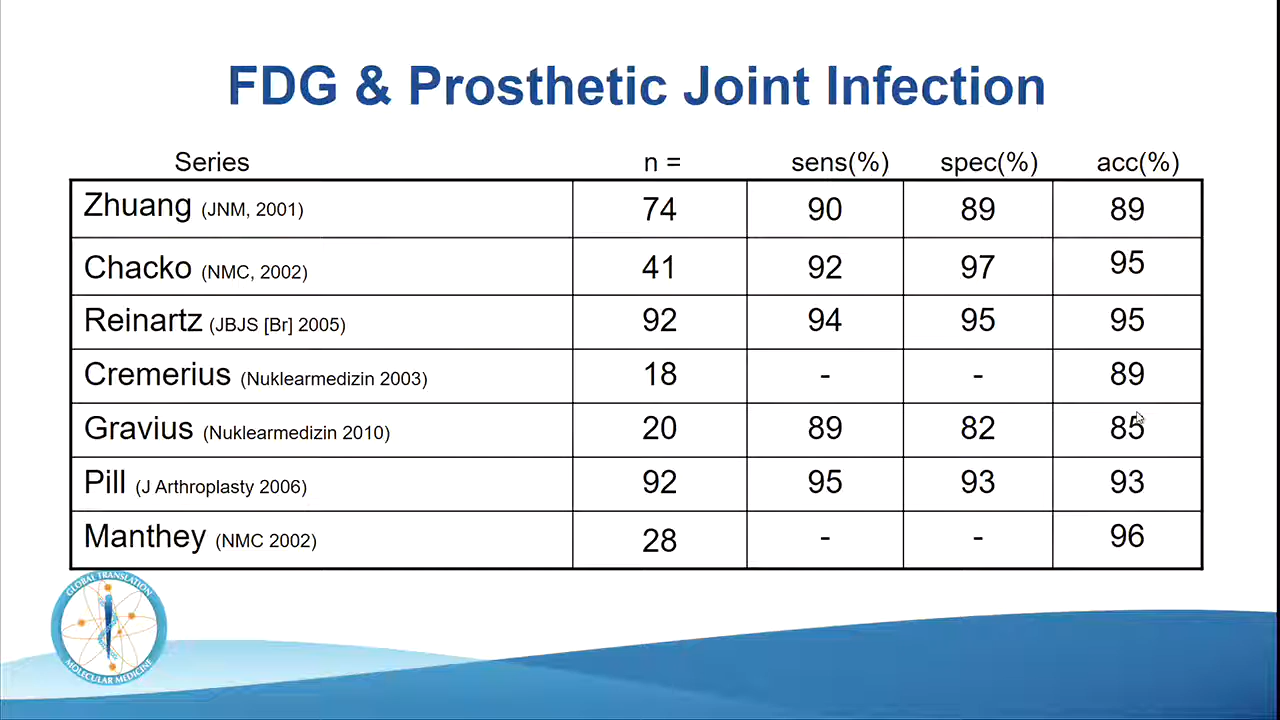 FDG & Prosthetic Joint Infection
Series n = sens(%) spec(%) acc(%)
Zhuang (JNM, 2001) 74 90 89 89
Chacko (NMC, 2002) 41 92 97 95
Reinartz (JBJS [Br] 2005) 92 94 95 95
Cremerius (Nuklearmedizin 2003) 18 - - 89
Gravius (Nuklearmedizin 2010) 20 89 82 85
Pill (J Arthroplasty 2006) 92 95 93 93
Manthey (NMC 2002) 28 - - 96
GLOBAL TRANSLATION
MOLECULAR MEDICINE